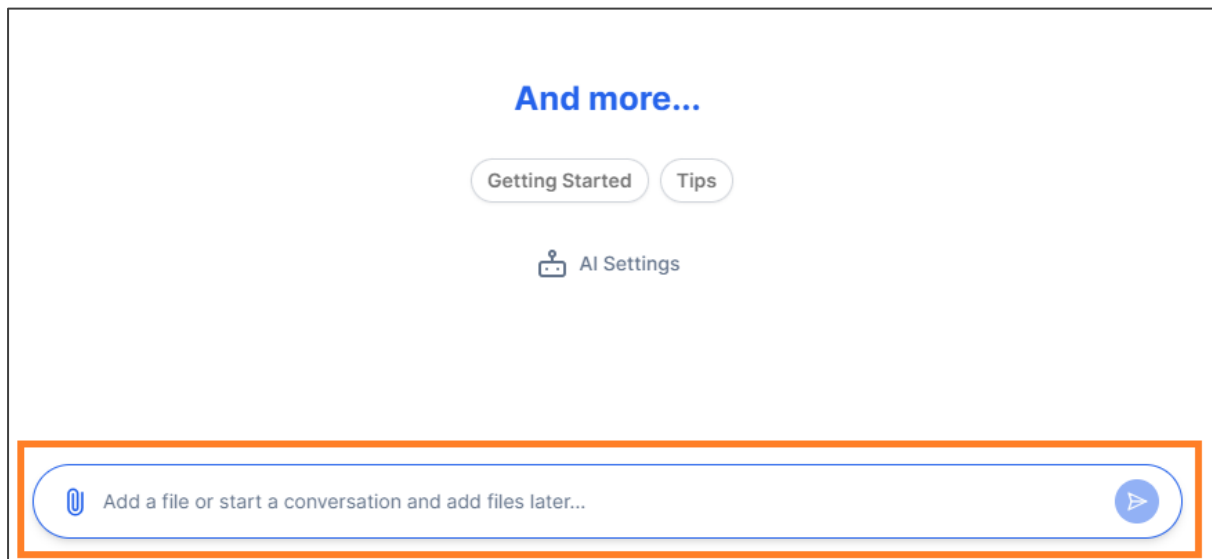 And more...
Getting Started Tips
AI Settings
Add a file or start a conversation and add files later...